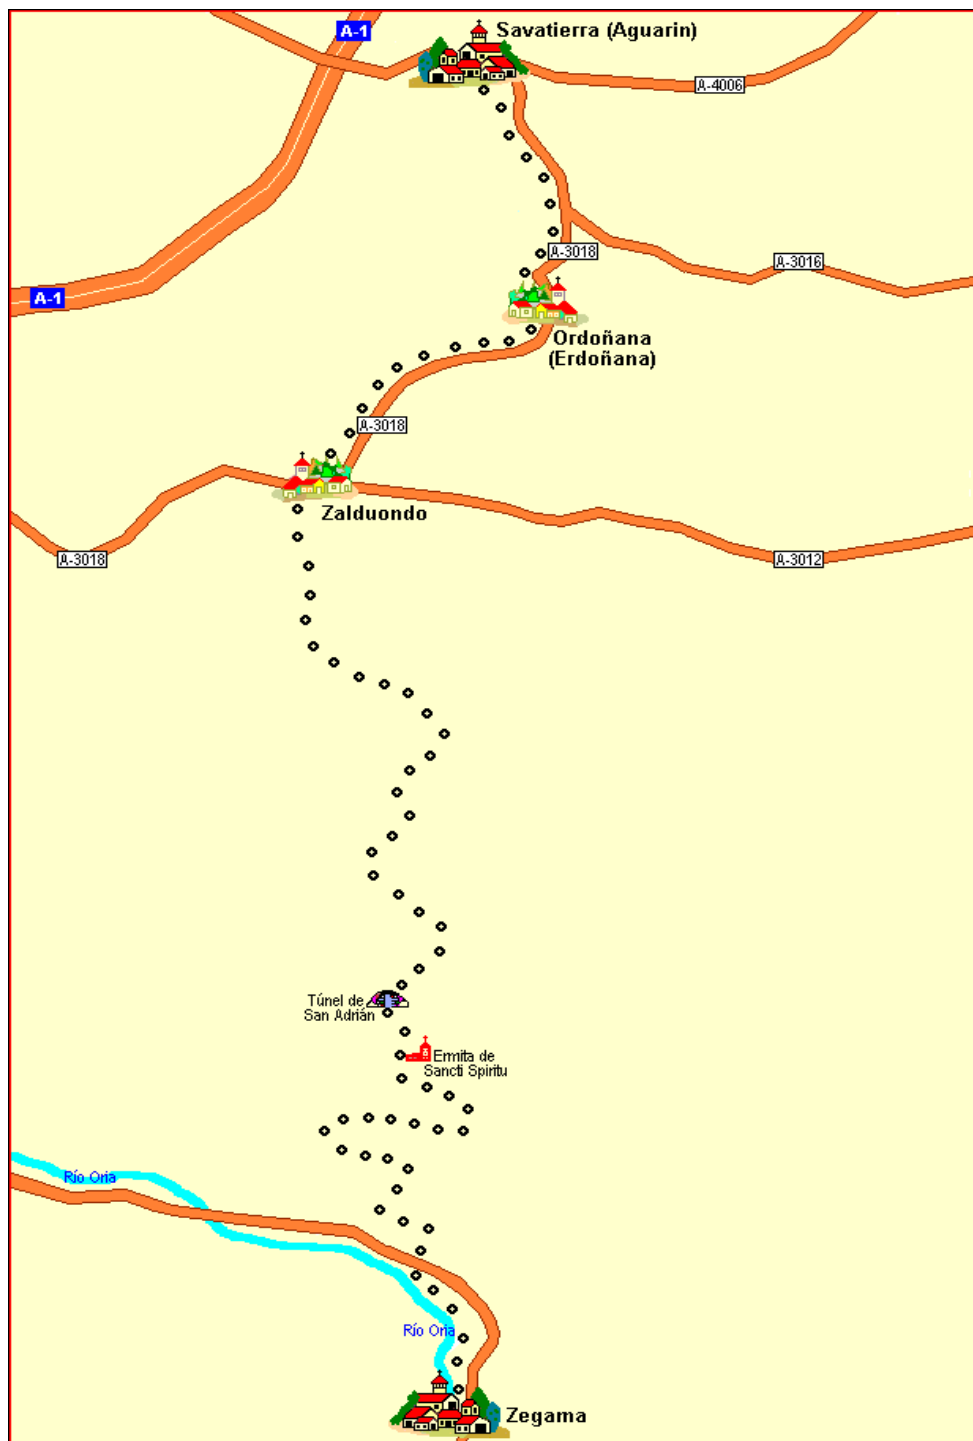 A-1
Savatierra (Aguarin)
A-4006
A-3018
A-3016
A-1
Ordoñana
(Erdoñana)
A-3018
Zalduondo
A-3018
A-3012
Túnel de
San Adrián
Ermita de
Sancti Spiritu
Río Oria
Río Oria
Zegama